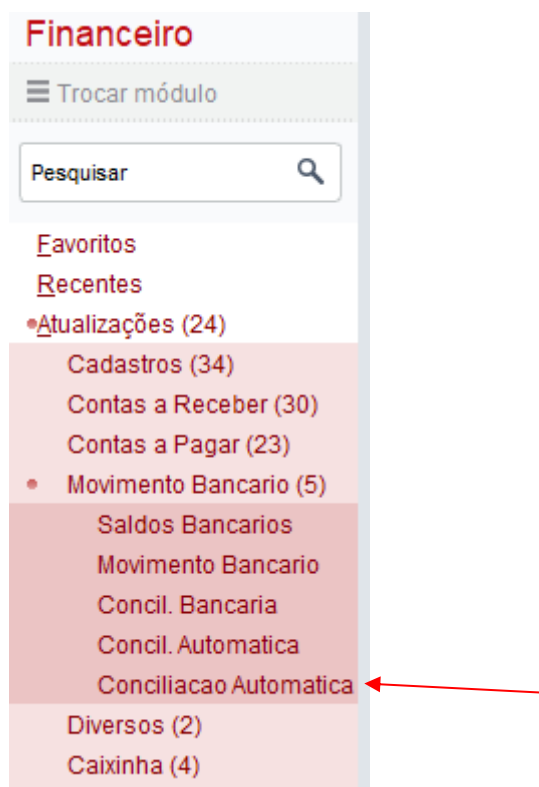 Financeiro
Trocar módulo
Pesquisar
Favoritos
Recentes
Atualizações (24)
Cadastros (34)
Contas a Receber (30)
Contas a Pagar (23)
Movimento Bancario (5)
Saldos Bancarios
Movimento Bancario
Concil. Bancaria
Concil. Automatica
Conciliacao Automatica
Diversos (2)
Caixinha (4)